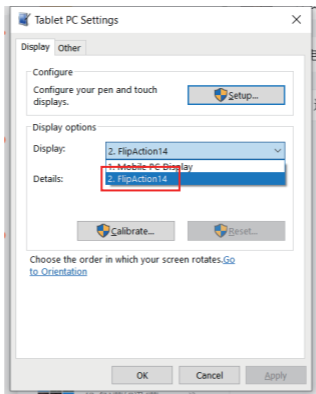 Tablet PC Settings
Display Other
Configure
Configure your pen and touch
displays.
Setup...
Display options
Display:
2. FlipAction14
1. Mobile PC Display
Details:
2. FlipAction14
Calibrate...
Reset...
Choose the order in which your screen rotates.Go
to Orientation
OK Cancel Apply